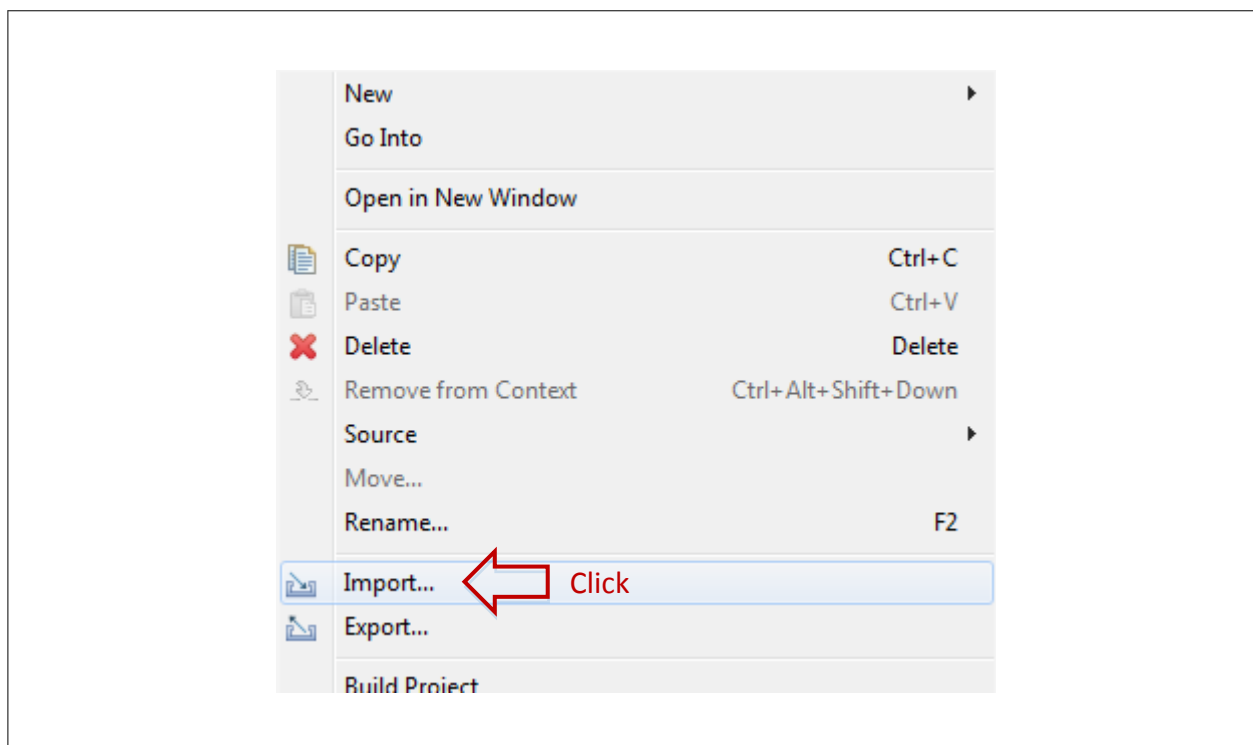 New
Go Into
Open in New Window
Copy Ctrl+C
Paste Ctrl+V
Delete Delete
Remove from Context Ctrl+Alt+Shift+Down
Source
Move...
Rename... F2
Import... Click
Export...
Build Project